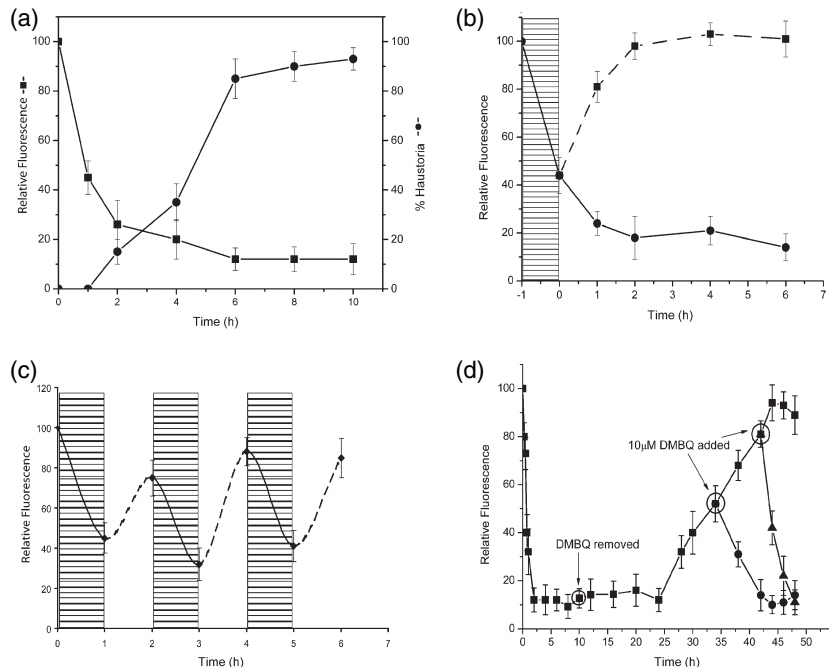 (a)
100
80
60
40
20
0
Relative Fluorescence
100
80
60
40
20
0
% Haustoria
0 2 4 6 8 10
Time (h)
(b)
100
80
60
40
20
0
Relative Fluorescence
-1 0 1 2 3 4 5 6 7
Time (h)
(c)
120
100
80
60
40
20
0
Relative Fluorescence
0 1 2 3 4 5 6 7
Time (h)
(d)
100
80
60
40
20
0
Relative Fluorescence
10µM DMBQ added
DMBQ removed
0 5 10 15 20 25 30 35 40 45 50
Time (h)